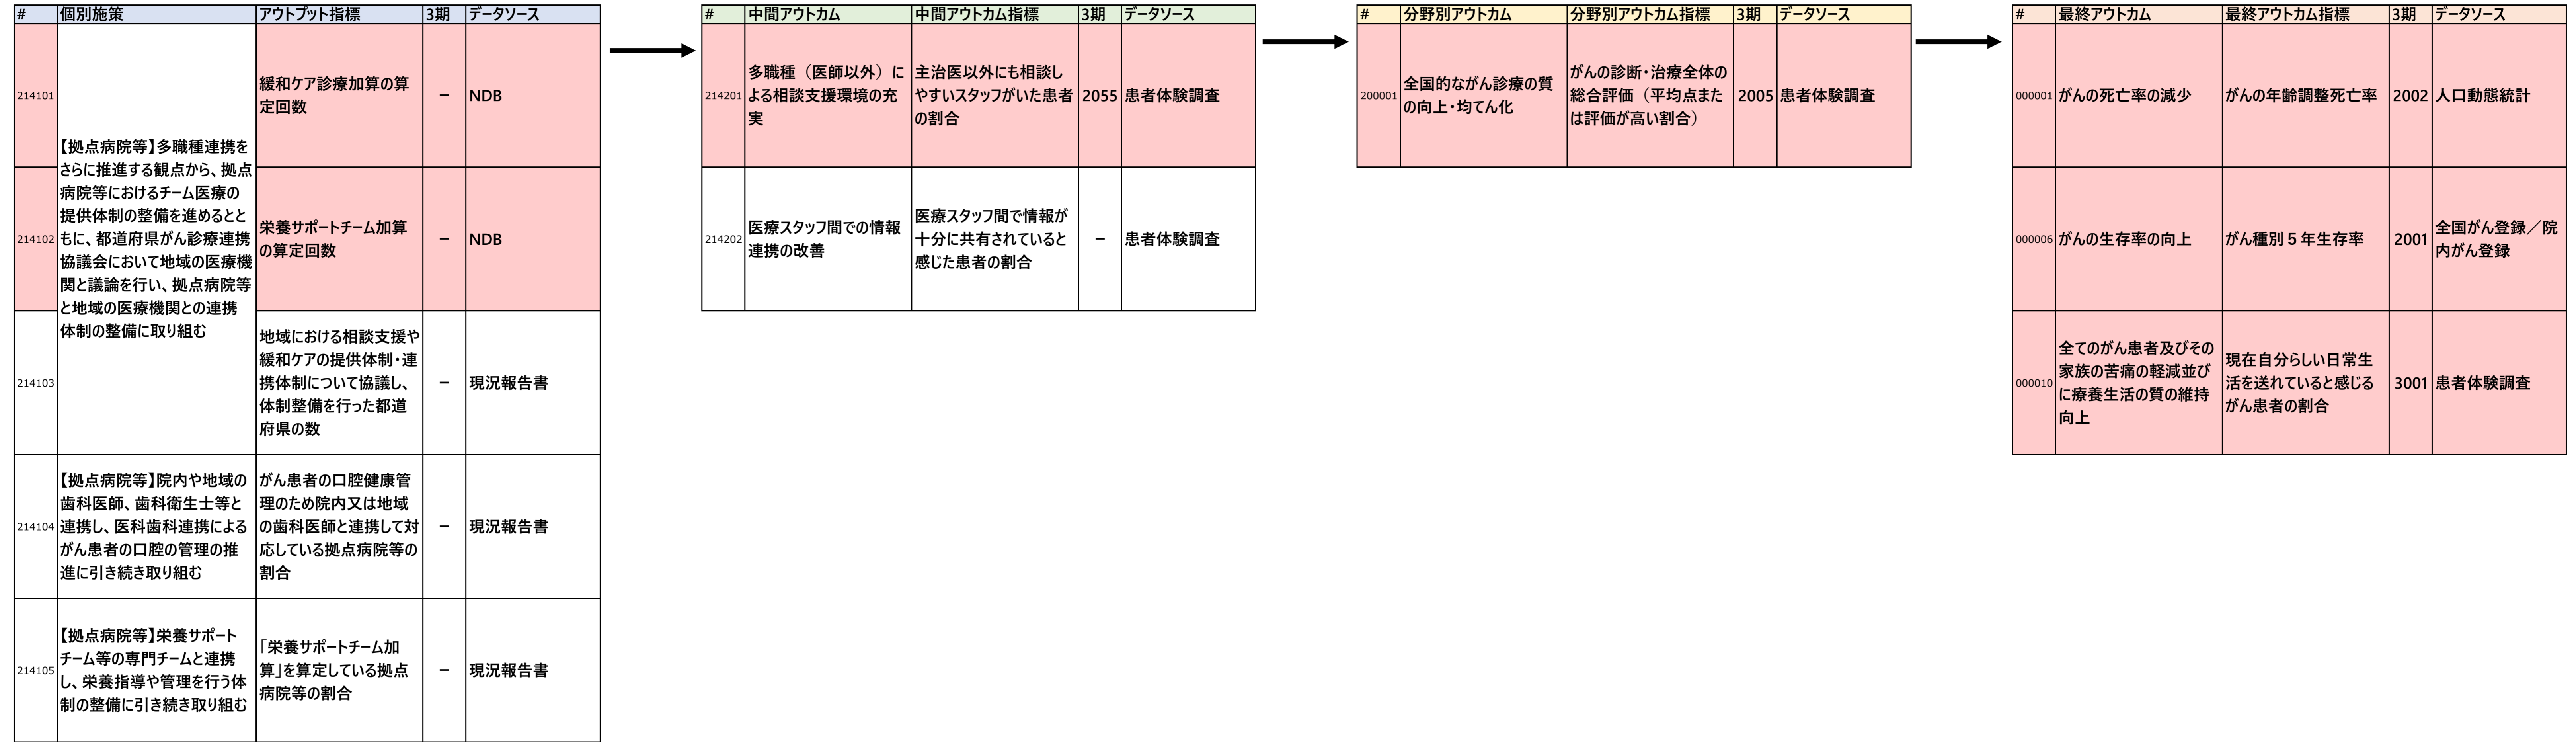 # 個別施策 アウトプット指標 3期 データソース
214101
【拠点病院等】多職種連携を
さらに推進する観点から、拠点
病院等におけるチーム医療の
提供体制の整備を進めるとと
もに、都道府県がん診療連携
協議会において地域の医療機
関と議論を行い、拠点病院等
と地域の医療機関との連携
体制の整備に取り組む
緩和ケア診療加算の算
定回数
－
NDB
214102
栄養サポートチーム加算
の算定回数
－
NDB
214103
地域における相談支援や
緩和ケアの提供体制・連
携体制について協議し、
体制整備を行った都道
府県の数
－
現況報告書
214104
【拠点病院等】院内や地域の
歯科医師、歯科衛生士等と
連携し、医科歯科連携による
がん患者の口腔の管理の推
進に引き続き取り組む
がん患者の口腔健康管
理のため院内又は地域
の歯科医師と連携して対
応している拠点病院等の
割合
－
現況報告書
214105
【拠点病院等】栄養サポート
チーム等の専門チームと連携
し、栄養指導や管理を行う体
制の整備に引き続き取り組む
「栄養サポートチーム加
算」を算定している拠点
病院等の割合
－
現況報告書
# 中間アウトカム 中間アウトカム指標 3期 データソース
214201
多職種（医師以外）に
よる相談支援環境の充
実
主治医以外にも相談し
やすいスタッフがいた患者
の割合
2055
患者体験調査
214202
医療スタッフ間での情報
連携の改善
医療スタッフ間で情報が
十分に共有されていると
感じた患者の割合
－
患者体験調査
# 分野別アウトカム 分野別アウトカム指標 3期 データソース
200001
全国的ながん診療の質
の向上・均てん化
がんの診断・治療全体の
総合評価（平均点また
は評価が高い割合）
2005
患者体験調査
# 最終アウトカム 最終アウトカム指標 3期 データソース
000001
がんの死亡率の減少
がんの年齢調整死亡率
2002
人口動態統計
000006
がんの生存率の向上
がん種別５年生存率
2001
全国がん登録／院
内がん登録
000010
全てのがん患者及びその
家族の苦痛の軽減並び
に療養生活の質の維持
向上
現在自分らしい日常生
活を送れていると感じる
がん患者の割合
3001
患者体験調査